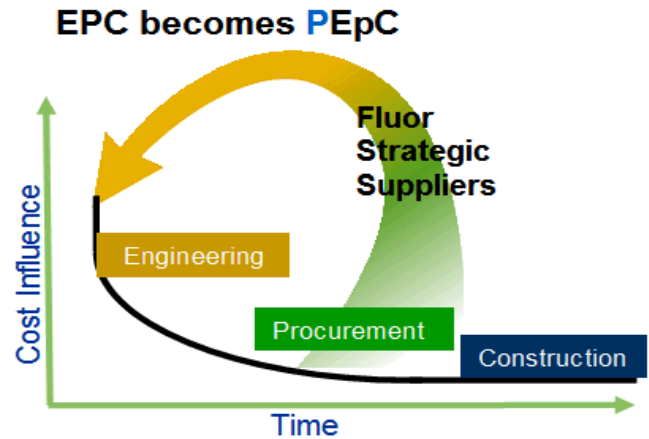 EPC becomes PEpC
Fluor
Strategic
Suppliers
Engineering
Procurement
Construction
Cost Influence
Time